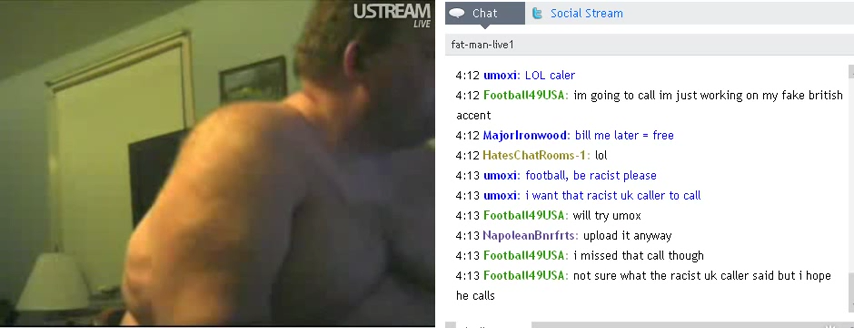 USTREAM
LIVE
Chat
Social Stream
fat-man-live1
4:12 umoxi: LOL caler
4:12 Football49USA: im going to call im just working on my fake british
accent
4:12 MajorIronwood: bill me later = free
4:12 HatesChatRooms-1: lol
4:13 umoxi: football, be racist please
4:13 umoxi: i want that racist uk caller to call
4:13 Football49USA: will try umox
4:13 NapoleanBnrfrts: upload it anyway
4:13 Football49USA: i missed that call though
4:13 Football49USA: not sure what the racist uk caller said but i hope
he calls